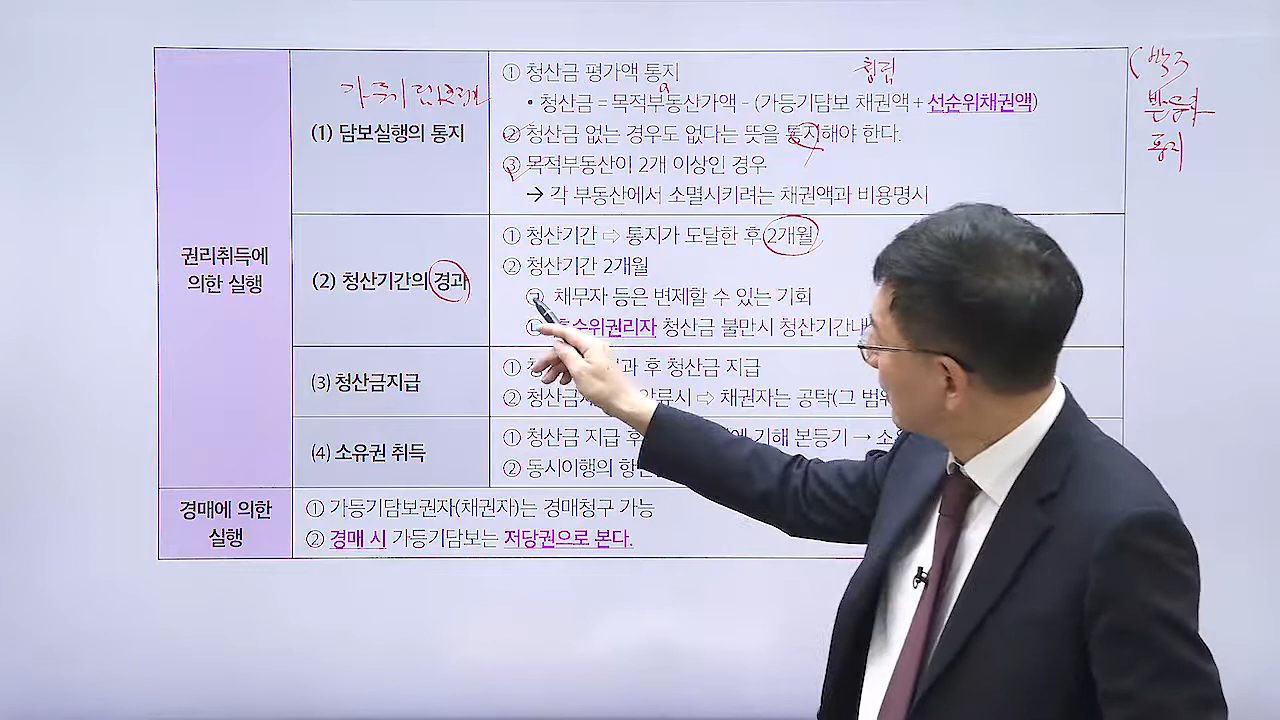 권리취득에
의한 실행
(1) 담보실행의 통지
① 청산금 평가액 통지
• 청산금 = 목적부동산가액 – (가등기담보 채권액 + 선순위채권액)
② 청산금 없는 경우도 없다는 뜻을 통지해야 한다.
③ 목적부동산이 2개 이상인 경우
→ 각 부동산에서 소멸시키려는 채권액과 비용명시
통지
(2) 청산기간의 경과
① 청산기간 ⇨ 통지가 도달한 후 2개월
② 청산기간 2개월
채무자 등은 변제할 수 있는 기회
㉡ 순위권리자 청산금 불만시 청산기간내
(3) 청산금지급
① 후 청산금 지급
② 청산금 ⇨ 채권자는 공탁(그 범위
(4) 소유권 취득
① 청산금 지급 후 기해 본등기 →
② 동시이행의
경매에 의한
실행
① 가등기담보권자(채권자)는 경매청구 가능
② 경매 시 가등기담보는 저당권으로 본다.